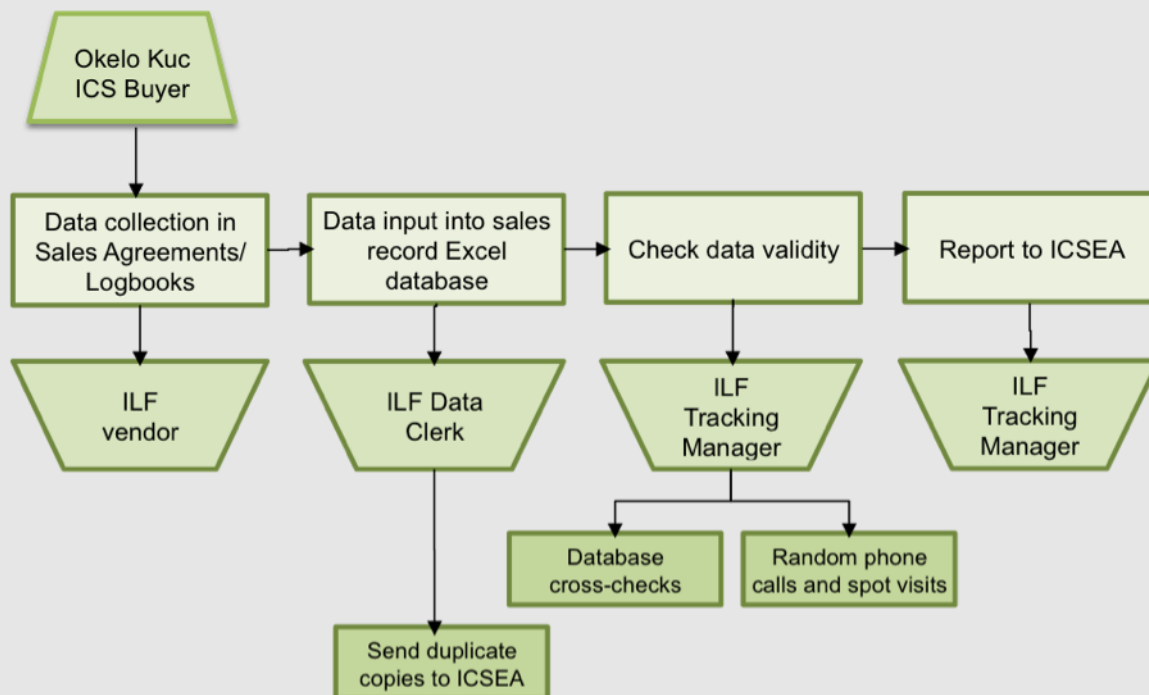 Okelo Kuc
ICS Buyer
Data collection in
Sales Agreements/
Logbooks
Data input into sales
record Excel
database
Check data validity
Report to ICSEA
ILF
vendor
ILF Data
Clerk
ILF
Tracking
Manager
ILF
Tracking
Manager
Database
cross-checks
Random phone
calls and spot visits
Send duplicate
copies to ICSEA